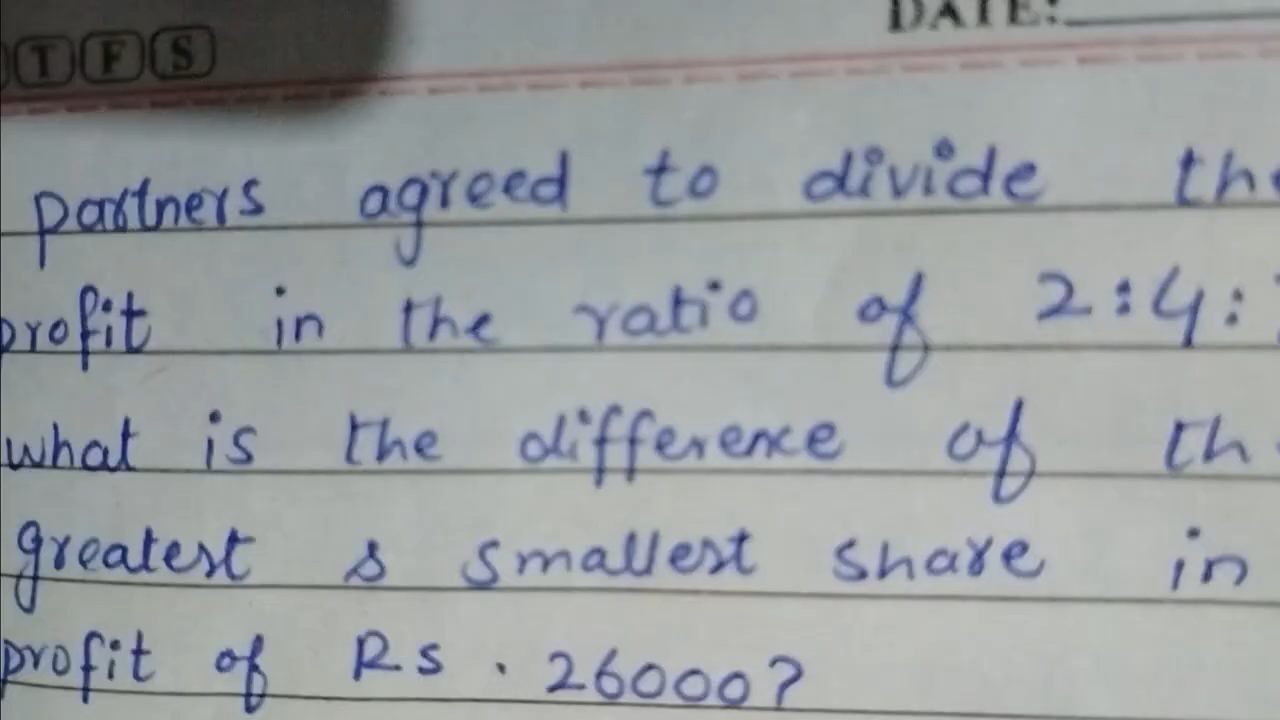 T F S
DATE:
partners agreed to divide
profit in the ratio of 2:4:
what is the difference of
greatest & smallest share in
profit of Rs. 26000?